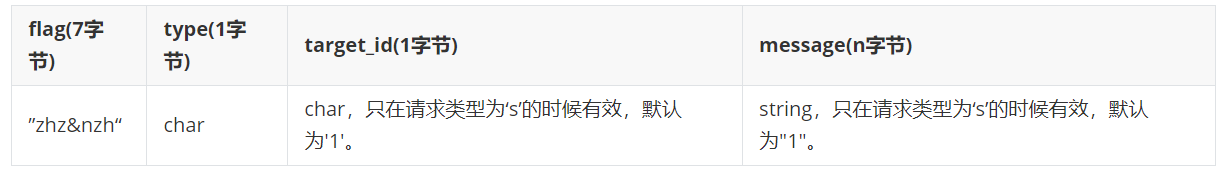 flag(7字
节)
type(1字
节)
target_id(1字节)
message(n字节)
”zhz&nzh“
char
char，只在请求类型为‘s’的时候有效，默认
为'1'。
string，只在请求类型为‘s’的时候有效，默认
为"1"。